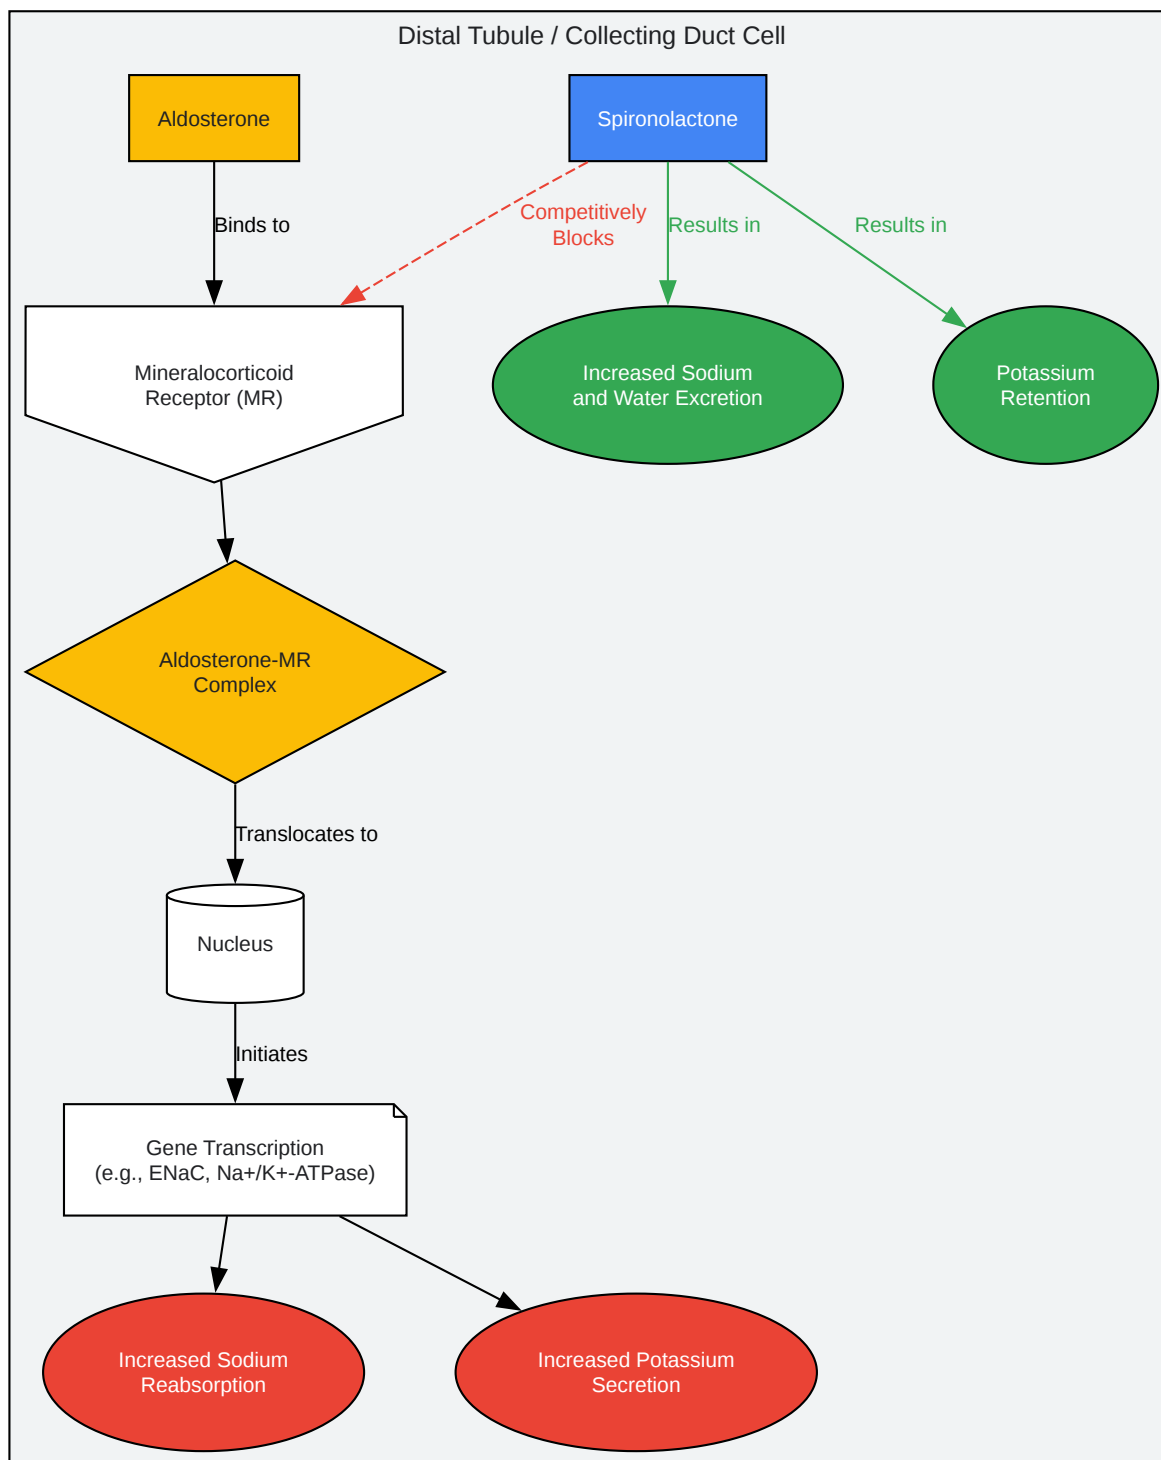 Distal Tubule / Collecting Duct Cell
Aldosterone
Spironolactone
Binds to
Competitively
Blocks
Results in
Results in
Mineralocorticoid
Receptor (MR)
Increased Sodium
and Water Excretion
Potassium
Retention
Aldosterone-MR
Complex
Translocates to
Nucleus
Initiates
Gene Transcription
(e.g., ENaC, Na+/K+-ATPase)
Increased Sodium
Reabsorption
Increased Potassium
Secretion